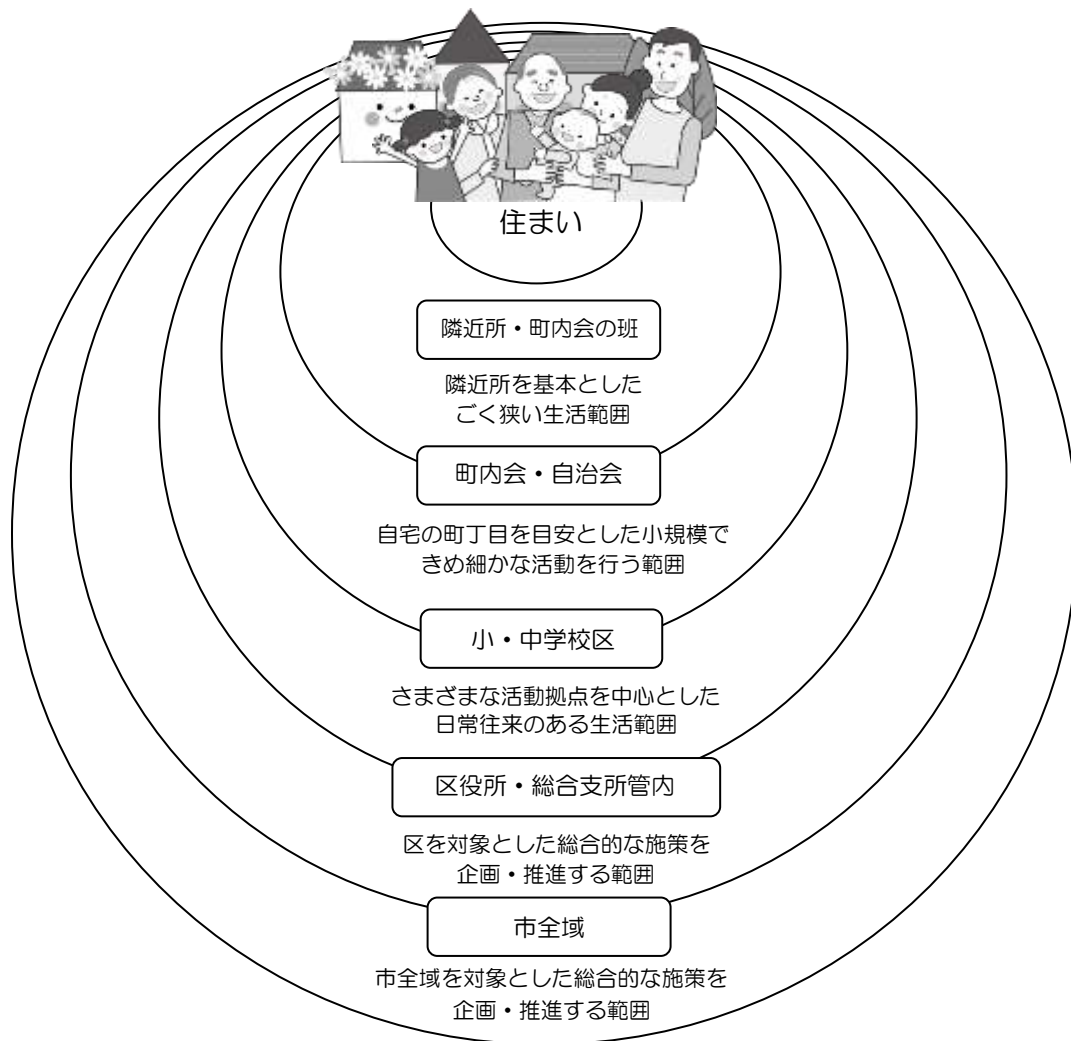 住まい
隣近所・町内会の班
隣近所を基本とした
ごく狭い生活範囲
町内会・自治会
自宅の町丁目を目安とした小規模で
きめ細かな活動を行う範囲
小・中学校区
さまざまな活動拠点を中心とした
日常往来のある生活範囲
区役所・総合支所管内
区を対象とした総合的な施策を
企画・推進する範囲
市全域
市全域を対象とした総合的な施策を
企画・推進する範囲